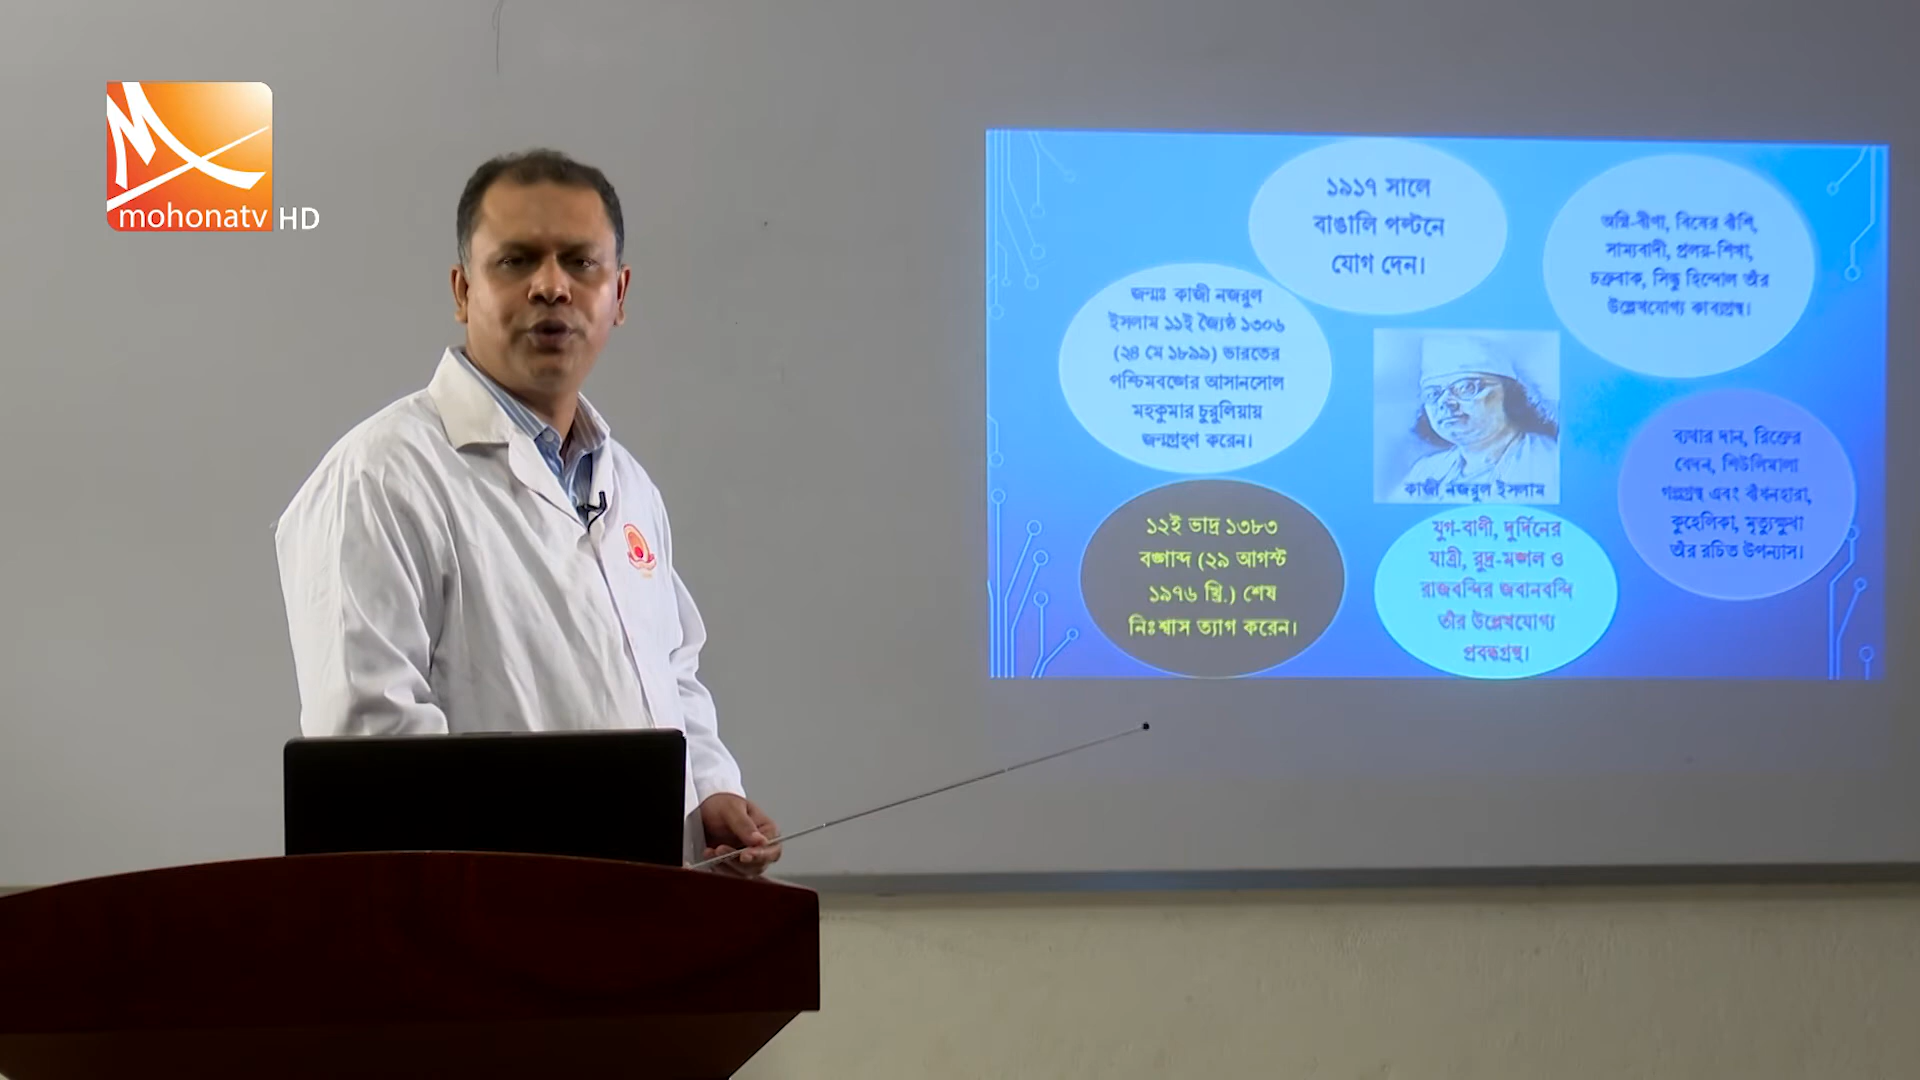 mohonatv HD
১৯১৭ সালে
বাঙালি পল্টনে
যোগ দেন।
অগ্নি-বীণা, বিষের বাঁশি,
সাম্যবাদী, প্রলয়-শিখা,
চক্রবাক, সিন্ধু হিন্দোল তাঁর
উল্লেখযোগ্য কাব্যগ্রন্থ।
জন্মঃ কাজী নজরুল
ইসলাম ১১ই জ্যৈষ্ঠ ১৩০৬
(২৪ মে ১৮৯৯) ভারতের
পশ্চিমবঙ্গের আসানসোল
মহকুমার চুরুলিয়ায়
জন্মগ্রহণ করেন।
কাজী নজরুল ইসলাম
ব্যথার দান, রিক্তের
বেদন, শিউলিমালা
গল্পগ্রন্থ এবং বাঁধনহারা,
কুহেলিকা, মৃত্যুক্ষুধা
তাঁর রচিত উপন্যাস।
১২ই ভাদ্র ১৩৮৩
বঙ্গাব্দ (২৯ আগস্ট
১৯৭৬ খ্রি.) শেষ
নিঃশ্বাস ত্যাগ করেন।
যুগ-বাণী, দুর্দিনের
যাত্রী, রুদ্র-মঙ্গল ও
রাজবন্দির জবানবন্দি
তাঁর উল্লেখযোগ্য
প্রবন্ধগ্রন্থ।